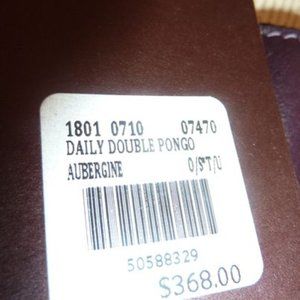 1801 0710 07470
DAILY DOUBLE PONGO
AUBERGINE O/S*T/U
50588329
$368.00